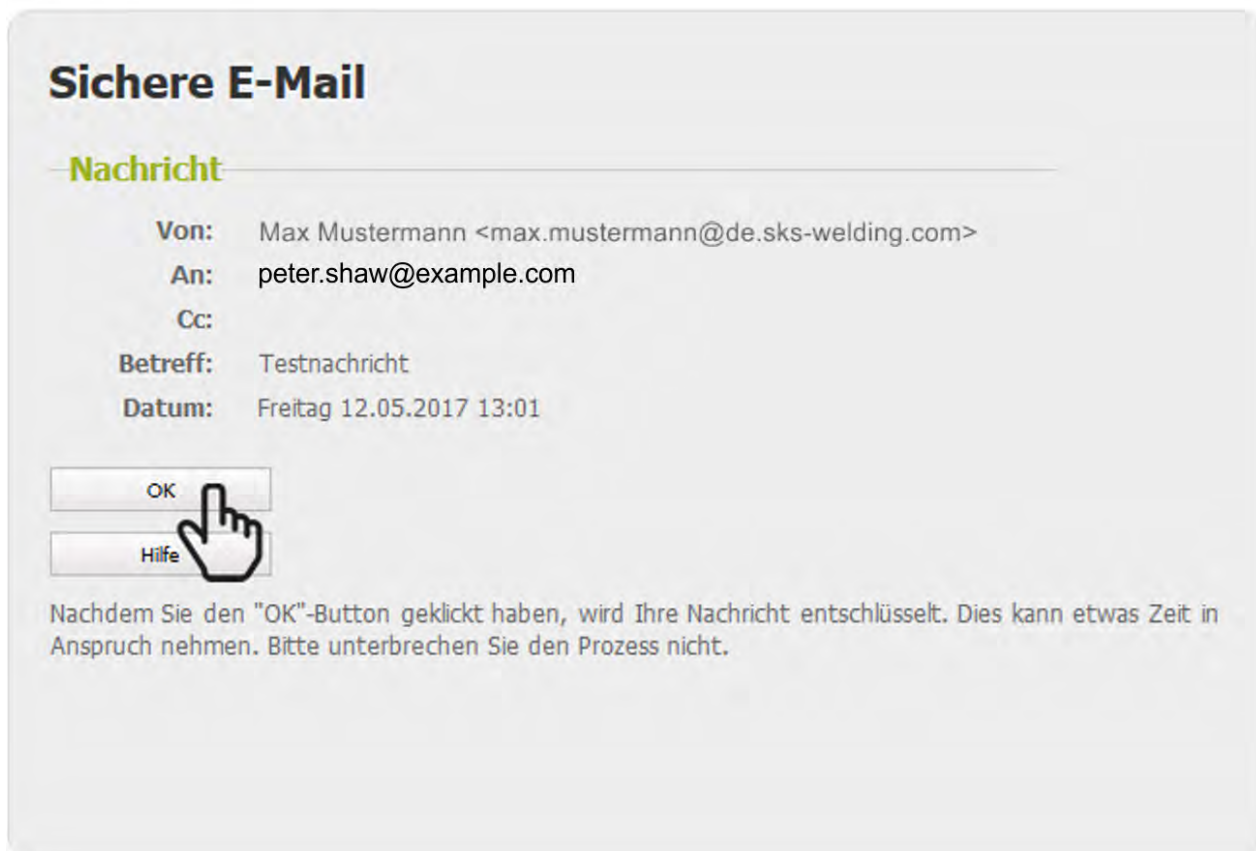 Sichere E-Mail
Nachricht
Von: Max Mustermann <max.mustermann@de.sks-welding.com>
An: peter.shaw@example.com
Cc:
Betreff: Testnachricht
Datum: Freitag 12.05.2017 13:01
OK
Hilfe
Nachdem Sie den "OK"-Button geklickt haben, wird Ihre Nachricht entschlüsselt. Dies kann etwas Zeit in
Anspruch nehmen. Bitte unterbrechen Sie den Prozess nicht.